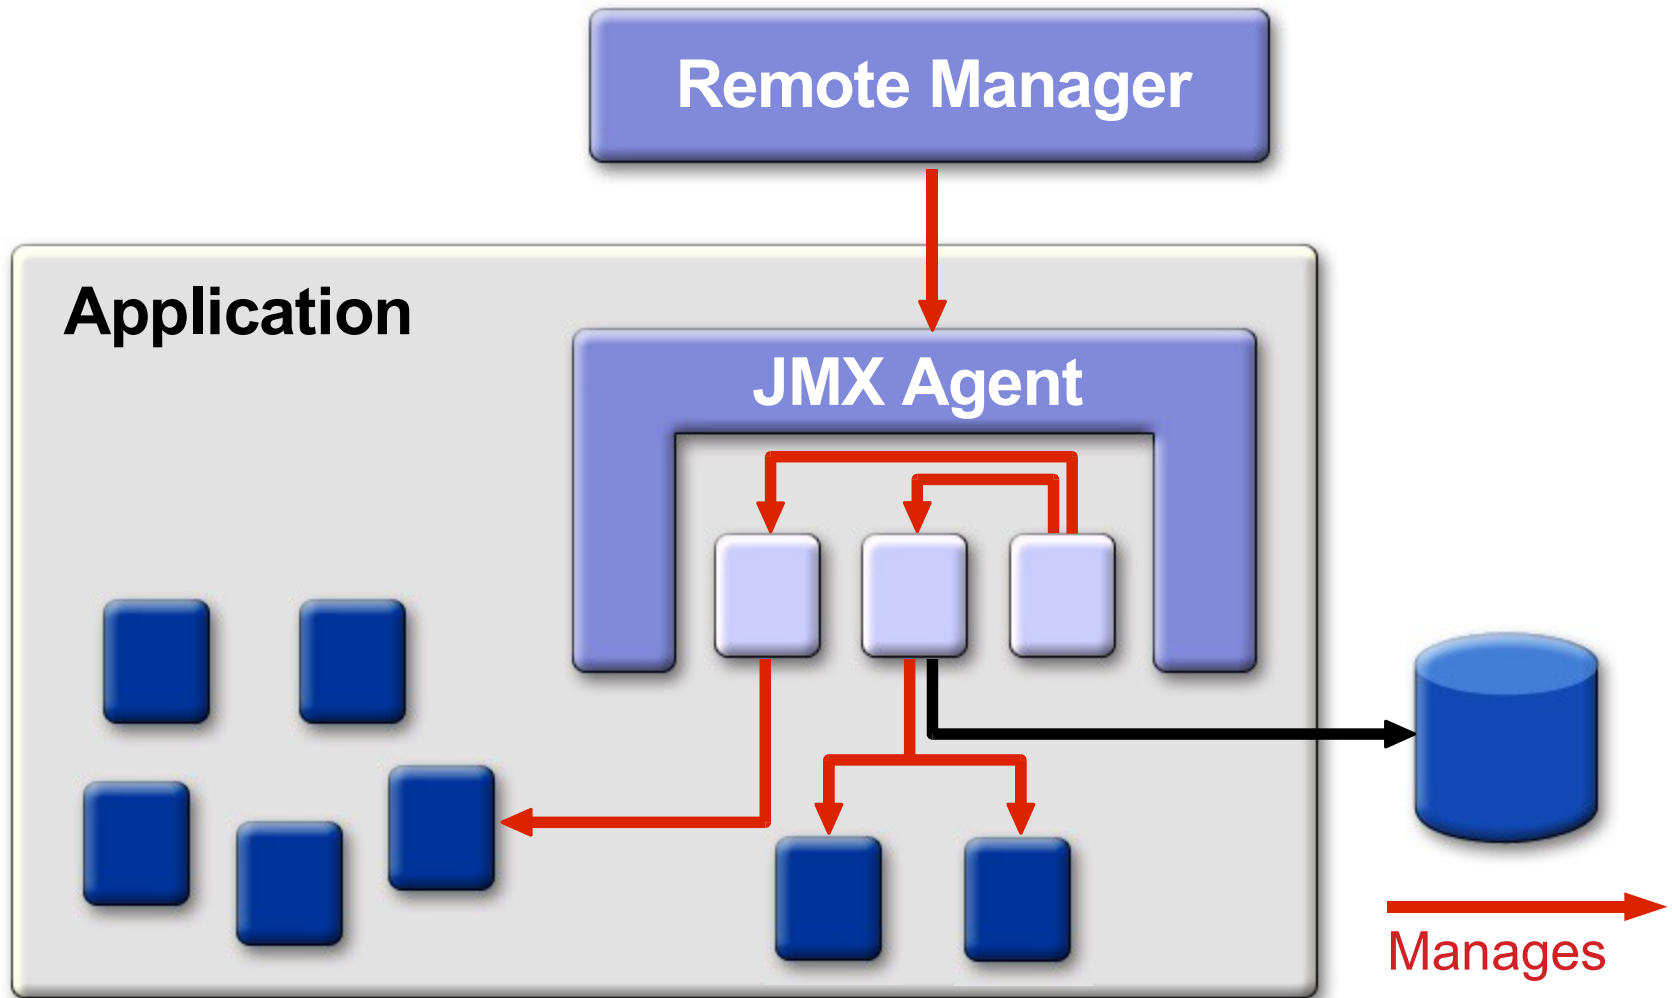 Remote Manager
Application
JMX Agent
Manages